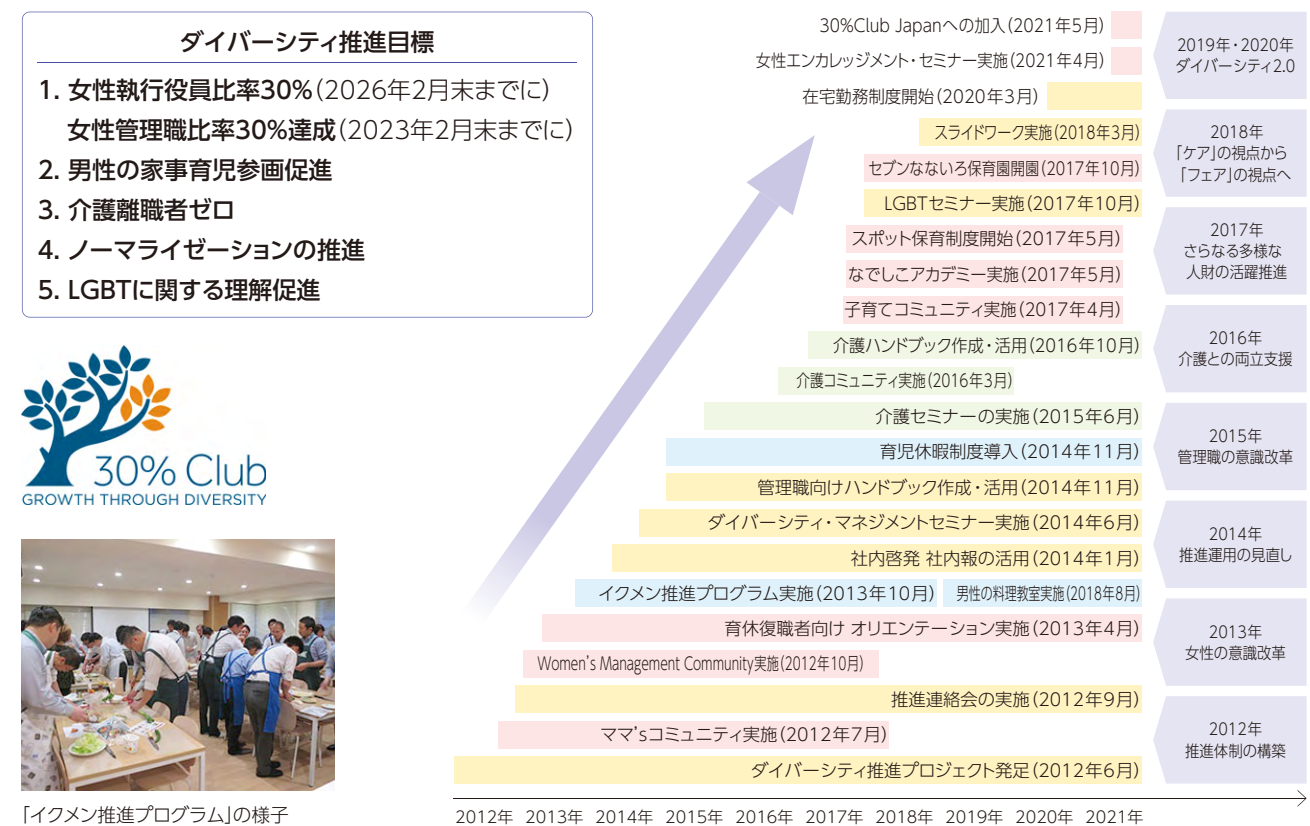 ダイバーシティ推進目標
1. 女性執行役員比率30%(2026年2月末までに)
女性管理職比率30%達成(2023年2月末までに)
2. 男性の家事育児参画促進
3. 介護離職者ゼロ
4. ノーマライゼーションの推進
5. LGBTに関する理解促進
30% Club
GROWTH THROUGH DIVERSITY
「イクメン推進プログラム」の様子
30%Club Japanへの加入(2021年5月)
女性エンカレッジメント・セミナー実施(2021年4月)
在宅勤務制度開始(2020年3月)
スライドワーク実施(2018年3月)
セブンなないろ保育園開園(2017年10月)
LGBTセミナー実施(2017年10月)
スポット保育制度開始(2017年5月)
なでしこアカデミー実施(2017年5月)
子育てコミュニティ実施(2017年4月)
介護ハンドブック作成・活用(2016年10月)
介護コミュニティ実施(2016年3月)
介護セミナーの実施(2015年6月)
育児休暇制度導入(2014年11月)
管理職向けハンドブック作成・活用(2014年11月)
ダイバーシティ・マネジメントセミナー実施(2014年6月)
社内啓発 社内報の活用(2014年1月)
イクメン推進プログラム実施(2013年10月) 男性の料理教室実施(2018年8月)
育休復職者向け オリエンテーション実施(2013年4月)
Women's Management Community実施(2012年10月)
推進連絡会の実施(2012年9月)
ママ'sコミュニティ実施(2012年7月)
ダイバーシティ推進プロジェクト発足(2012年6月)
2012年 2013年 2014年 2015年 2016年 2017年 2018年 2019年 2020年 2021年
2019年・2020年
ダイバーシティ2.0
2018年
「ケア」の視点から
「フェア」の視点へ
2017年
さらなる多様な
人財の活躍推進
2016年
介護との両立支援
2015年
管理職の意識改革
2014年
推進運用の見直し
2013年
女性の意識改革
2012年
推進体制の構築